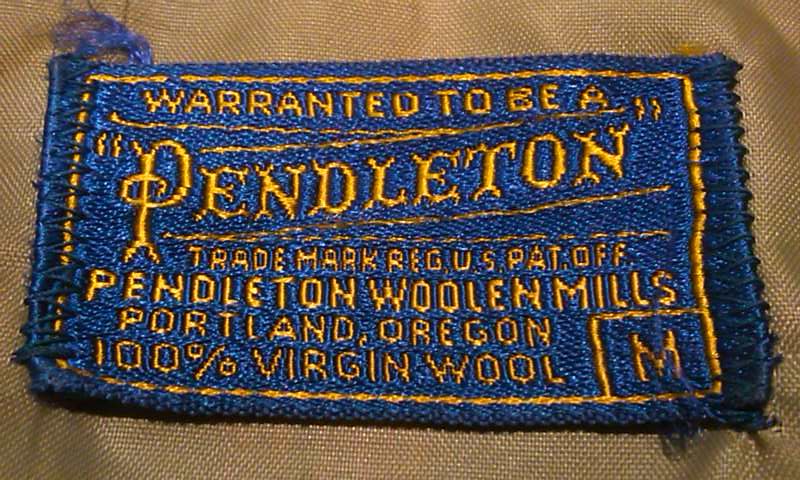 WARRANTED TO BE A
"PENDLETON"
TRADE MARK REG. U.S. PAT. OFF.
PENDLETON WOOLEN MILLS
PORTLAND, OREGON
100% VIRGIN WOOL
M